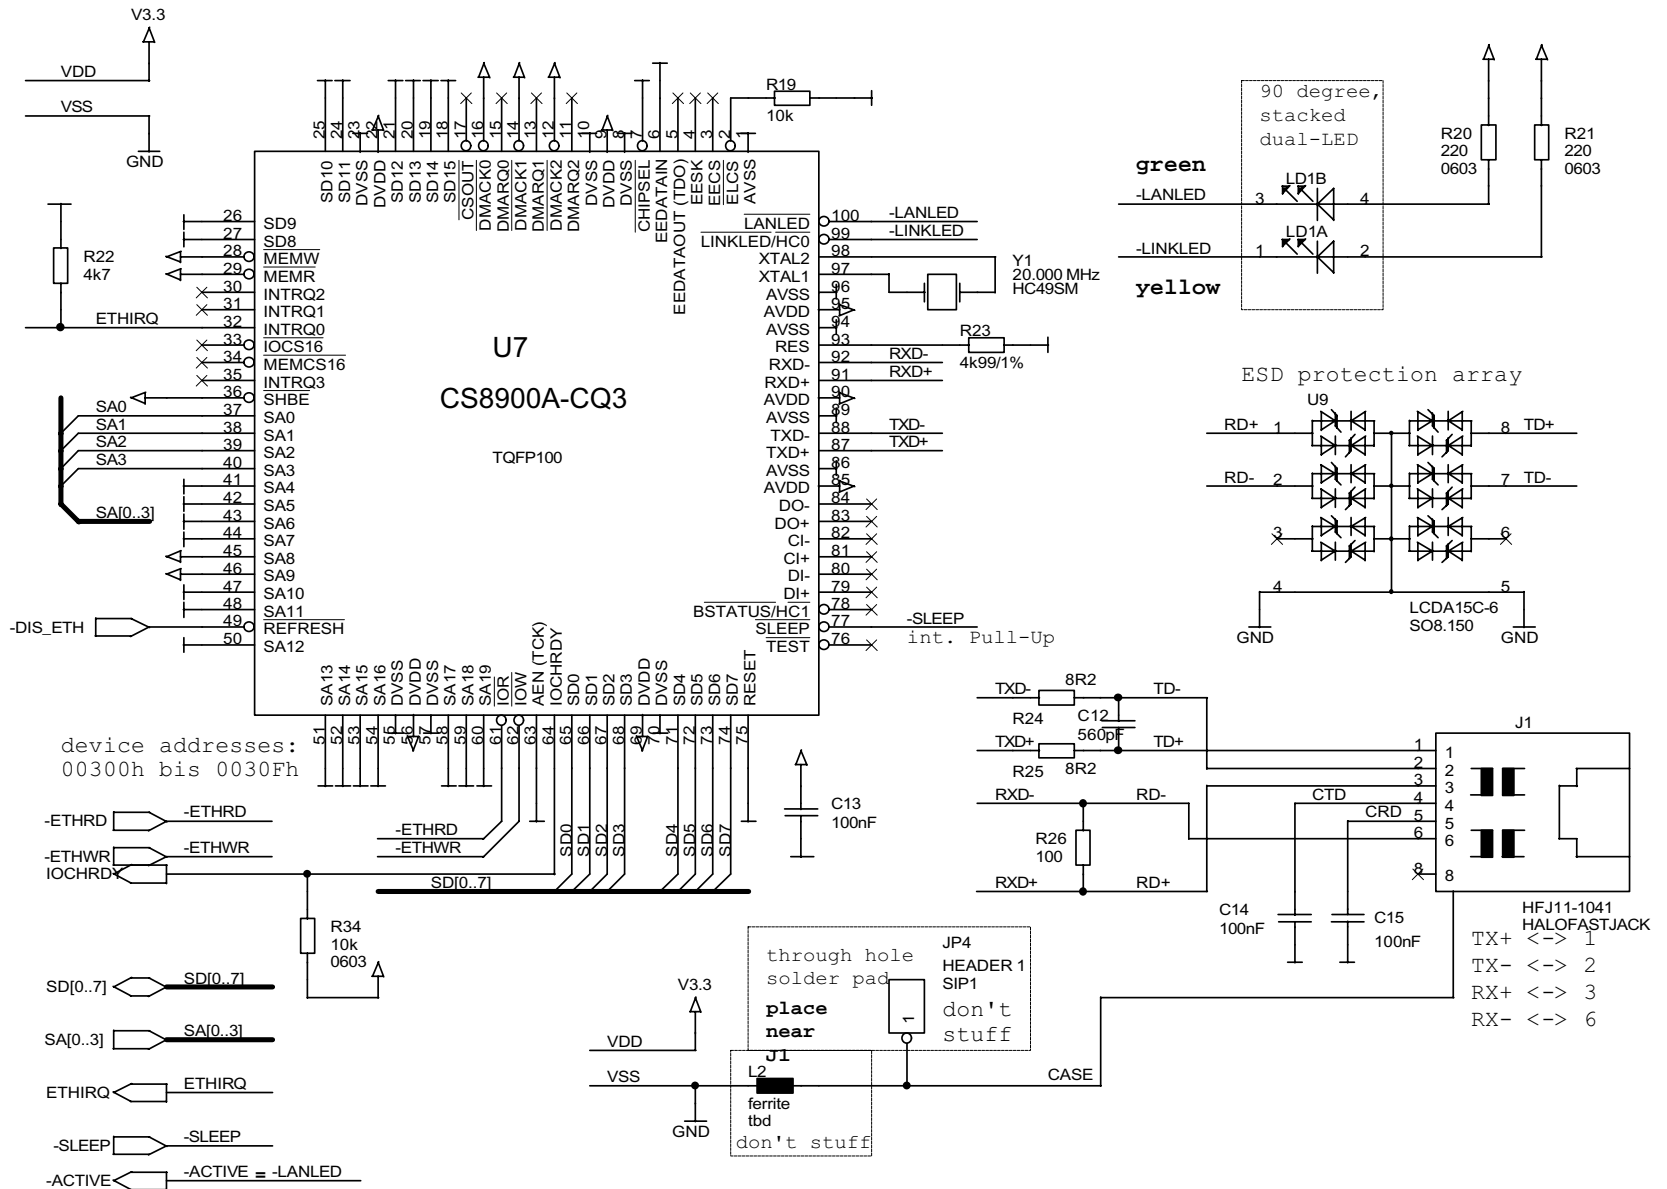 V3.3
VDD
VSS
GND
R19
10k
25
24
23
22
21
20
19
18
17
16
15
14
13
12
11
10
9
8
7
6
5
4
3
2
1
SD10
SD11
DVSS
DVDD
SD12
SD13
SD14
SD15
CSOUT
DMACK0
DMARQ0
DMACK1
DMARQ1
DMACK2
DMARQ2
DVSS
DVDD
DVSS
CHIPSEL
EEDATAIN
EEDATAOUT (TDO)
EESK
EECS
ELCS
AVSS
R22
4k7
ETHIRQ
26 SD9
27 SD8
28 MEMW
29 MEMR
30 INTRQ2
31 INTRQ1
32 INTRQ0
33 IOCS16
34 MEMCS16
35 INTRQ3
36 SHBE
SA0 37 SA0
SA1 38 SA1
SA2 39 SA2
SA3 40 SA3
41 SA4
42 SA5
43 SA6
44 SA7
45 SA8
46 SA9
47 SA10
48 SA11
49 REFRESH
50 SA12
SA[0..3]
-DIS_ETH
U7
CS8900A-CQ3
TQFP100
LANLED 100 -LANLED
LINKLED/HC0 99 -LINKLED
XTAL2 98
XTAL1 97
AVSS 96
AVDD 95
AVSS 94
RES 93
RXD- 92 RXD-
RXD+ 91 RXD+
AVDD 90
AVSS 89
TXD- 88 TXD-
TXD+ 87 TXD+
AVSS 86
AVDD 85
DO- 84
DO+ 83
CI- 82
CI+ 81
DI- 80
DI+ 79
BSTATUS/HC1 78
SLEEP 77 -SLEEP
TEST 76
int. Pull-Up
Y1
20.000 MHz
HC49SM
R23
4k99/1%
SA13
SA14
SA15
SA16
DVSS
DVDD
DVSS
SA17
SA18
SA19
IOR
IOW
AEN (TCK)
IOCHRDY
SD0
SD1
SD2
SD3
DVDD
DVSS
SD4
SD5
SD6
SD7
RESET
51
52
53
54
55
56
57
58
59
60
61
62
63
64
65
66
67
68
69
70
71
72
73
74
75
90 degree,
stacked
dual-LED
green
-LANLED 3 LD1B 4
-LINKLED 1 LD1A 2
yellow
R20
220
0603
R21
220
0603
ESD protection array
U9
RD+ 1 8 TD+
RD- 2 7 TD-
3 6
4 5
GND
GND
LCDA15C-6
SO8.150
device addresses:
00300h bis 0030Fh
-ETHRD -ETHRD
-ETHWR -ETHWR
IOCHRDY
-ETHRD
-ETHWR
SD0
SD1
SD2
SD3
SD4
SD5
SD6
SD7
SD[0..7]
C13
100nF
R34
10k
0603
SD[0..7] SD[0..7]
SA[0..3] SA[0..3]
ETHIRQ ETHIRQ
-SLEEP -SLEEP
-ACTIVE -ACTIVE = -LANLED
TXD- 8R2 TD-
R24
C12
560pF
TXD+ TD+
R25 8R2
RXD- RD-
R26
100
RXD+ RD+
CTD
CRD
J1
1 1
2 2
3 3
4 4
5 5
6 6
8 8
C14
100nF
C15
100nF
HFJ11-1041
HALOFASTJACK
TX+ <-> 1
TX- <-> 2
RX+ <-> 3
RX- <-> 6
through hole
solder pad
place
near
J1
JP4
HEADER 1
SIP1
1
don't
stuff
V3.3
VDD
VSS
GND
L2
ferrite
tbd
don't stuff
CASE